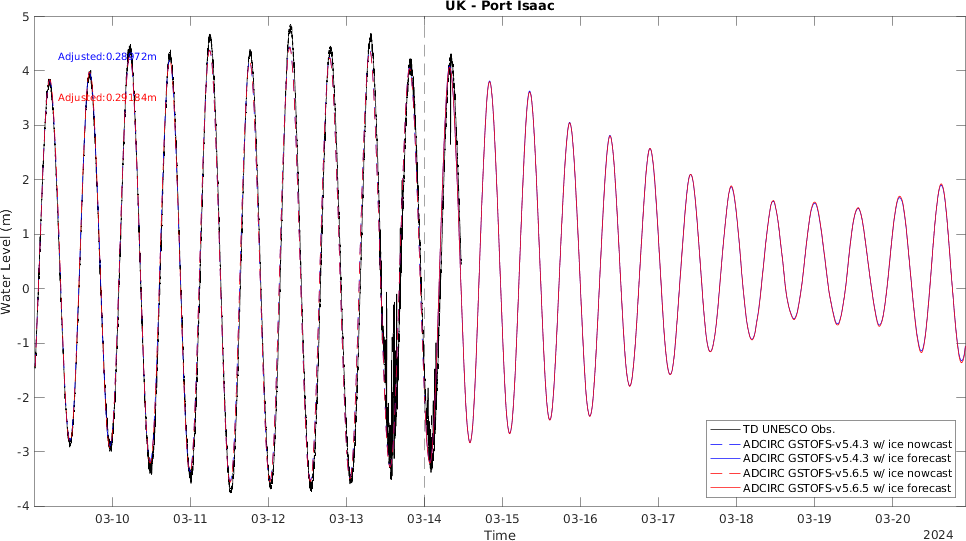 UK - Port Isaac
Adjusted:0.28972m
Adjusted:0.29184m
Water Level (m)
5
4
3
2
1
0
-1
-2
-3
-4
TD UNESCO Obs.
ADCIRC GSTOFS-v5.4.3 w/ ice nowcast
ADCIRC GSTOFS-v5.4.3 w/ ice forecast
ADCIRC GSTOFS-v5.6.5 w/ ice nowcast
ADCIRC GSTOFS-v5.6.5 w/ ice forecast
03-10 03-11 03-12 03-13 03-14 03-15 03-16 03-17 03-18 03-19 03-20
Time
2024